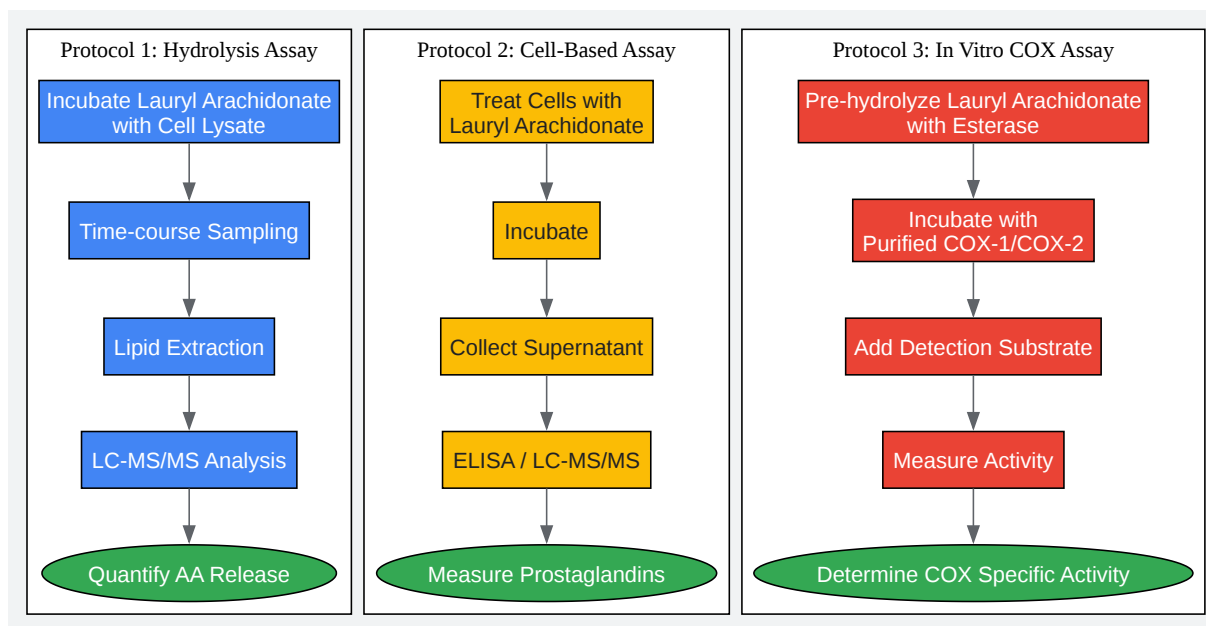 Protocol 1: Hydrolysis Assay
Incubate Lauryl Arachidonate
with Cell Lysate
Time-course Sampling
Lipid Extraction
LC-MS/MS Analysis
Quantify AA Release
Protocol 2: Cell-Based Assay
Treat Cells with
Lauryl Arachidonate
Incubate
Collect Supernatant
ELISA / LC-MS/MS
Measure Prostaglandins
Protocol 3: In Vitro COX Assay
Pre-hydrolyze Lauryl Arachidonate
with Esterase
Incubate with
Purified COX-1/COX-2
Add Detection Substrate
Measure Activity
Determine COX Specific Activity